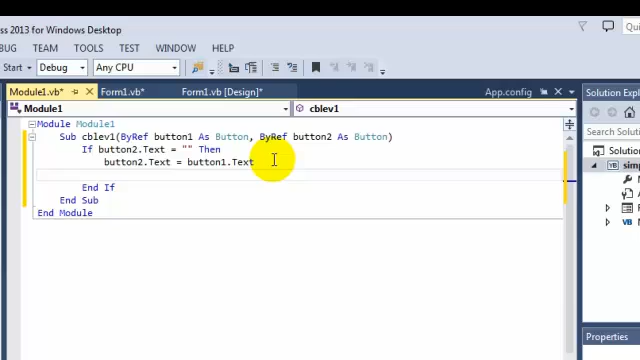 ss 2013 for Windows Desktop
Qui
BUG TEAM TOOLS TEST WINDOW HELP
Start Debug Any CPU
Module1.vb* Form1.vb* Form1.vb [Design]* App.config Solution Explo
Module1 cblev1
Module Module1
Sub cblev1(ByRef button1 As Button, ByRef button2 As Button)
If button2.Text = "" Then
button2.Text = button1.Text
End If
End Sub
End Module
Search Solu
Solution
VB simp
Properties